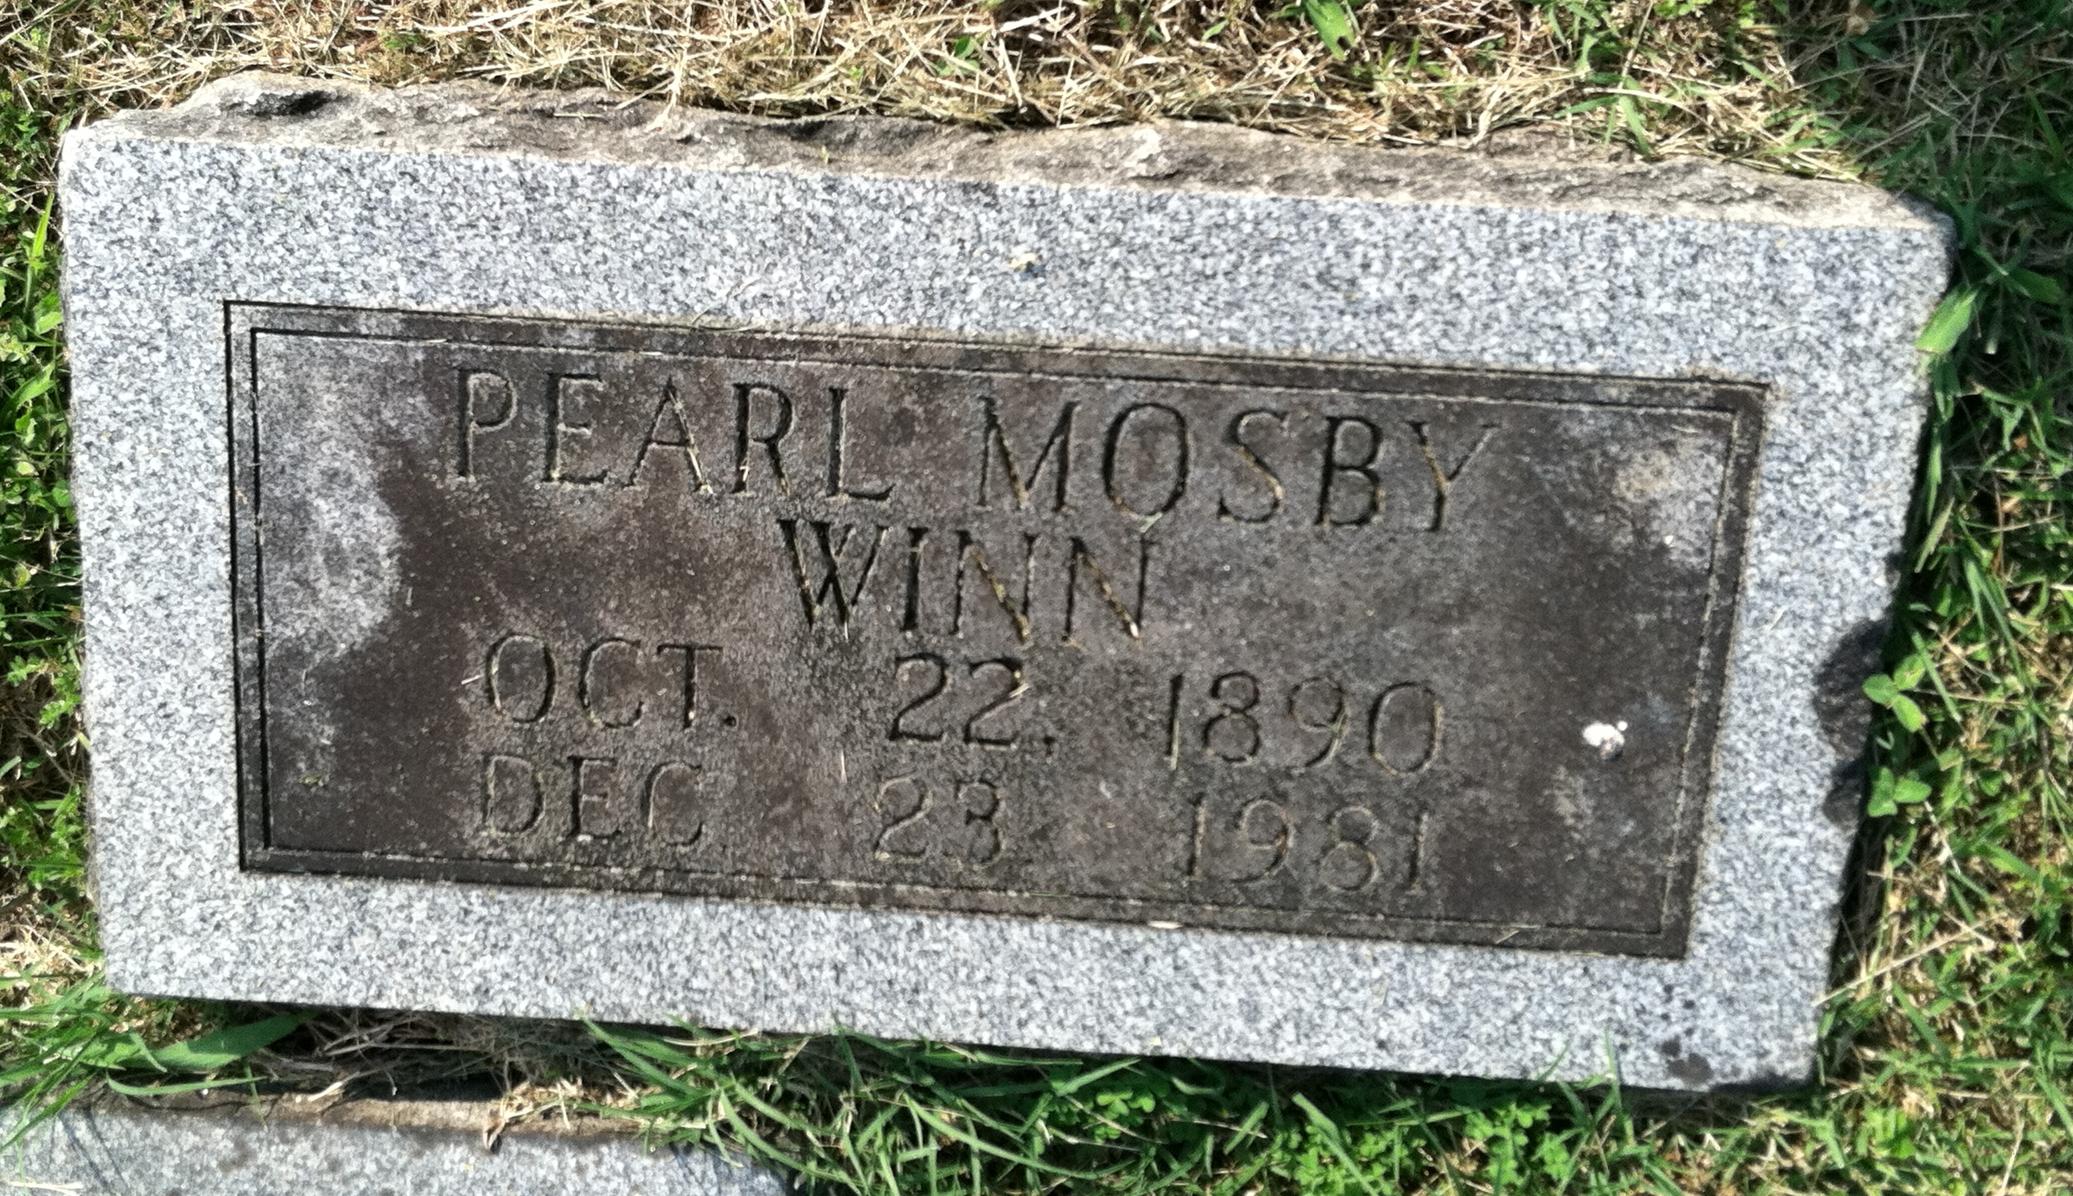 PEARL MOSBY
WINN
OCT. 22. 1890
DEC 23 1981